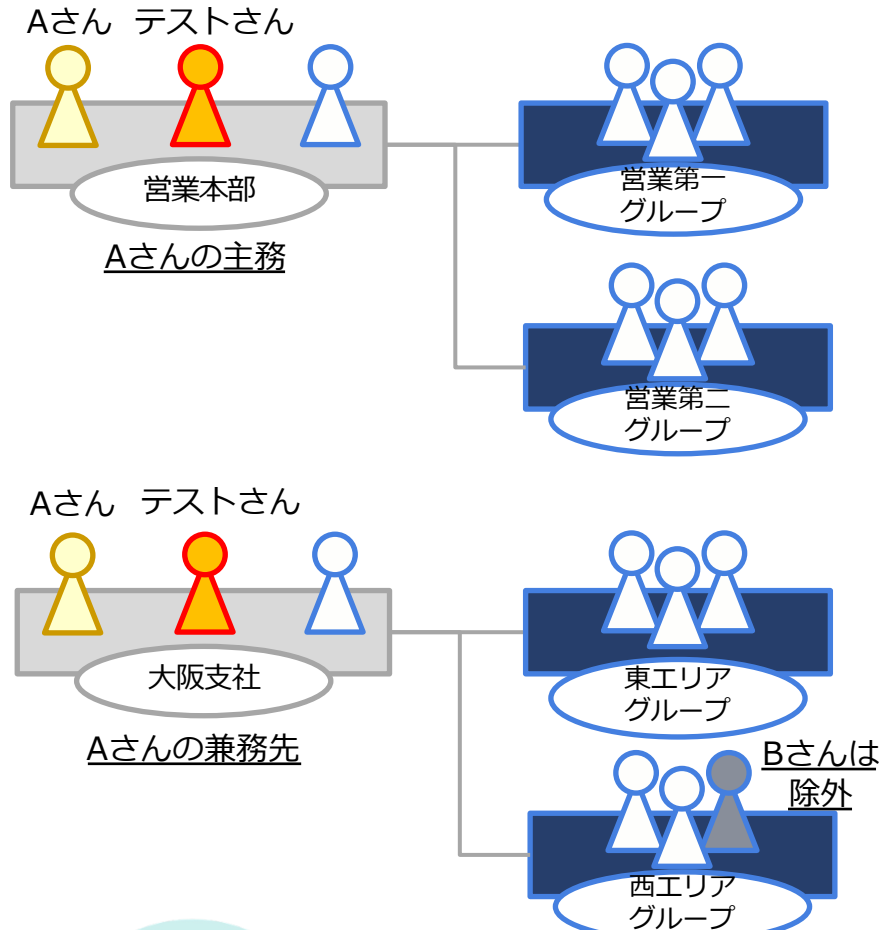 Aさん テストさん
営業本部
Aさんの主務
営業第一
グループ
営業第二
グループ
Aさん テストさん
大阪支社
Aさんの兼務先
東エリア
グループ
Bさんは
除外
西エリア
グループ